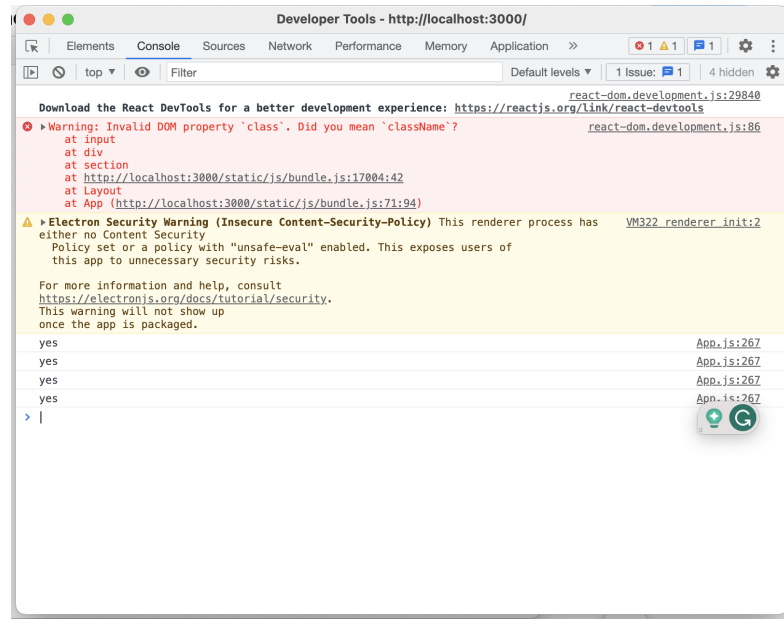 Developer Tools - http://localhost:3000/
Elements Console Sources Network Performance Memory Application » 1 1 1
top ▼ Filter Default levels ▼ 1 Issue: 1 4 hidden
react-dom.development.js:29840
Download the React DevTools for a better development experience: https://reactjs.org/link/react-devtools
▶Warning: Invalid DOM property `class`. Did you mean `className`? react-dom.development.js:86
at input
at div
at section
at http://localhost:3000/static/js/bundle.js:17004:42
at Layout
at App (http://localhost:3000/static/js/bundle.js:71:94)
▶Electron Security Warning (Insecure Content-Security-Policy) This renderer process has VM322 renderer_init:2
either no Content Security
Policy set or a policy with "unsafe-eval" enabled. This exposes users of
this app to unnecessary security risks.
For more information and help, consult
https://electronjs.org/docs/tutorial/security.
This warning will not show up
once the app is packaged.
yes App.js:267
yes App.js:267
yes App.js:267
yes App.js:267
>